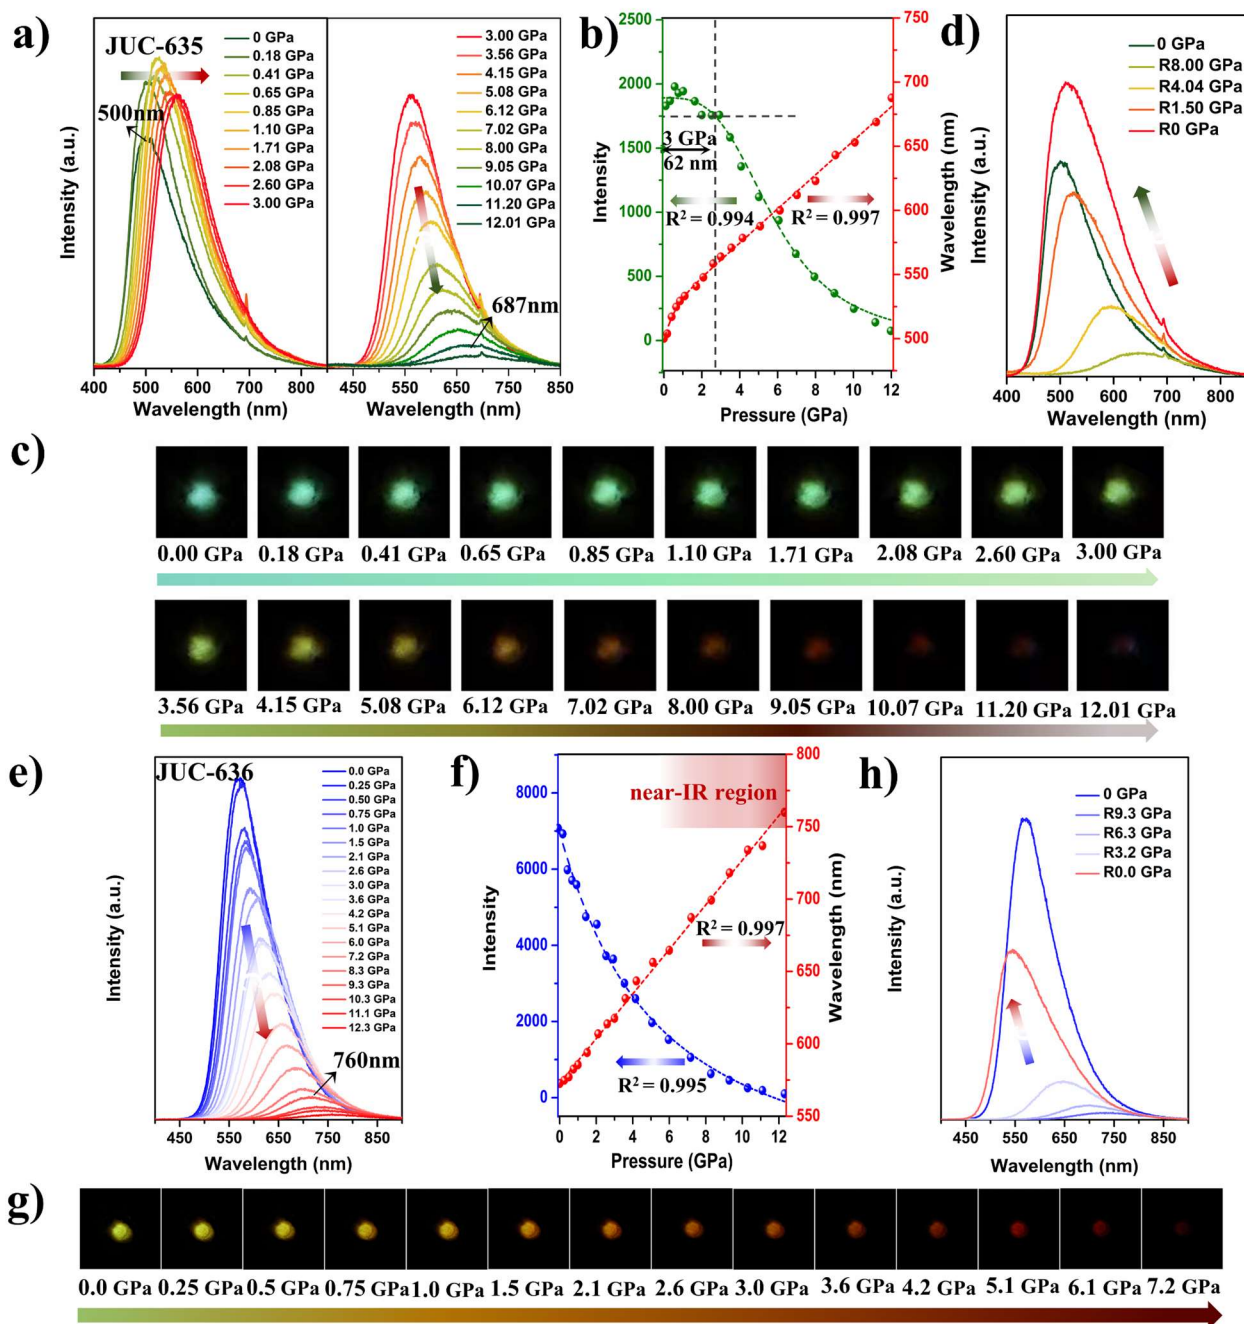 a)
JUC-635
500nm
0 GPa
0.18 GPa
0.41 GPa
0.65 GPa
0.85 GPa
1.10 GPa
1.71 GPa
2.08 GPa
2.60 GPa
3.00 GPa
Intensity (a.u.)
400 500 600 700 800
Wavelength (nm)
3.00 GPa
3.56 GPa
4.15 GPa
5.08 GPa
6.12 GPa
7.02 GPa
8.00 GPa
9.05 GPa
10.07 GPa
11.20 GPa
12.01 GPa
687nm
450 550 650 750 850
Wavelength (nm)
b)
2500
2000
1500
1000
500
0
Intensity
3 GPa
62 nm
R² = 0.994
R² = 0.997
750
700
650
600
550
500
Wavelength (nm)
0 2 4 6 8 10 12
Pressure (GPa)
d)
0 GPa
R8.00 GPa
R4.04 GPa
R1.50 GPa
R0 GPa
Intensity (a.u.)
400 500 600 700 800
Wavelength (nm)
c)
0.00 GPa 0.18 GPa 0.41 GPa 0.65 GPa 0.85 GPa 1.10 GPa 1.71 GPa 2.08 GPa 2.60 GPa 3.00 GPa
3.56 GPa 4.15 GPa 5.08 GPa 6.12 GPa 7.02 GPa 8.00 GPa 9.05 GPa 10.07 GPa 11.20 GPa 12.01 GPa
e)
JUC-636
0.0 GPa
0.25 GPa
0.50 GPa
0.75 GPa
1.0 GPa
1.5 GPa
2.1 GPa
2.6 GPa
3.0 GPa
3.6 GPa
4.2 GPa
5.1 GPa
6.0 GPa
7.2 GPa
8.3 GPa
9.3 GPa
10.3 GPa
11.1 GPa
12.3 GPa
760nm
Intensity (a.u.)
450 550 650 750 850
Wavelength (nm)
f)
near-IR region
8000
6000
4000
2000
0
Intensity
R² = 0.997
R² = 0.995
800
750
700
650
600
550
Wavelength (nm)
0 2 4 6 8 10 12
Pressure (GPa)
h)
0 GPa
R9.3 GPa
R6.3 GPa
R3.2 GPa
R0.0 GPa
Intensity (a.u.)
450 550 650 750 850
Wavelength (nm)
g)
0.0 GPa 0.25 GPa 0.5 GPa 0.75 GPa 1.0 GPa 1.5 GPa 2.1 GPa 2.6 GPa 3.0 GPa 3.6 GPa 4.2 GPa 5.1 GPa 6.1 GPa 7.2 GPa